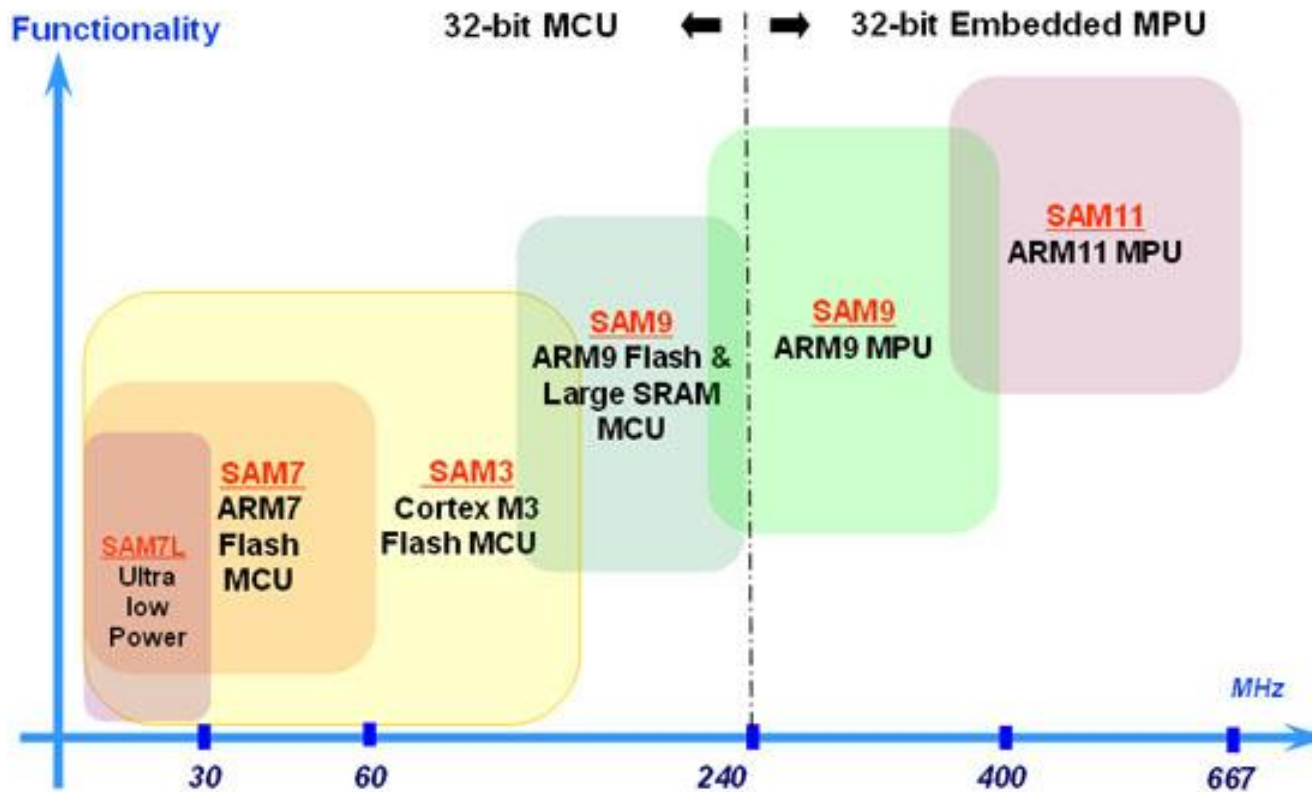 Functionality
32-bit MCU
32-bit Embedded MPU
SAM11
ARM11 MPU
SAM9
ARM9 MPU
SAM9
ARM9 Flash &
Large SRAM
MCU
SAM3
Cortex M3
Flash MCU
SAM7
ARM7
Flash
MCU
SAM7L
Ultra
low
Power
MHz
30
60
240
400
667